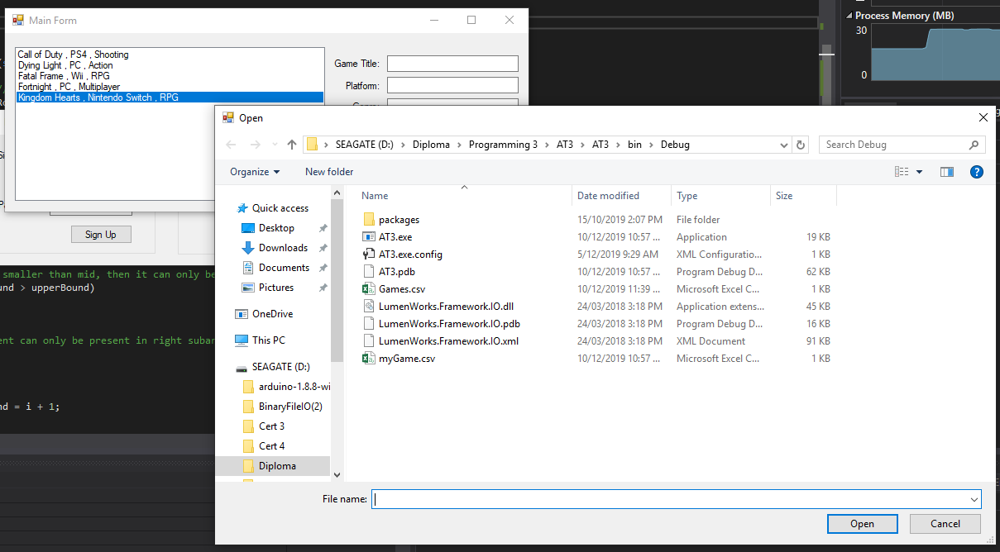 Main Form
Process Memory (MB)
30
0
Call of Duty , PS4 , Shooting
Dying Light , PC , Action
Fatal Frame , Wii , RPG
Fortnight , PC , Multiplayer
Kingdom Hearts , Nintendo Switch , RPG
Game Title:
Platform:
Sign Up
smaller than mid, then it can only be
und > upperBound)
ent can only be present in right subar
nd = i + 1;
Open
SEAGATE (D:) > Diploma > Programming 3 > AT3 > AT3 > bin > Debug
Search Debug
Organize
New folder
?
Quick access
Desktop
Downloads
Documents
Pictures
OneDrive
This PC
SEAGATE (D:)
arduino-1.8.8-wi
BinaryFileIO(2)
Cert 3
Cert 4
Diploma
Name Date modified Type Size
packages 15/10/2019 2:07 PM File folder
AT3.exe 10/12/2019 10:57 ... Application 19 KB
AT3.exe.config 5/12/2019 9:29 AM XML Configuratio... 1 KB
AT3.pdb 10/12/2019 10:57 ... Program Debug D... 62 KB
Games.csv 10/12/2019 11:39 ... Microsoft Excel C... 1 KB
LumenWorks.Framework.IO.dll 24/03/2018 3:18 PM Application extens... 45 KB
LumenWorks.Framework.IO.pdb 24/03/2018 3:18 PM Program Debug D... 16 KB
LumenWorks.Framework.IO.xml 24/03/2018 3:18 PM XML Document 91 KB
myGame.csv 10/12/2019 10:57 ... Microsoft Excel C... 1 KB
File name:
Open
Cancel